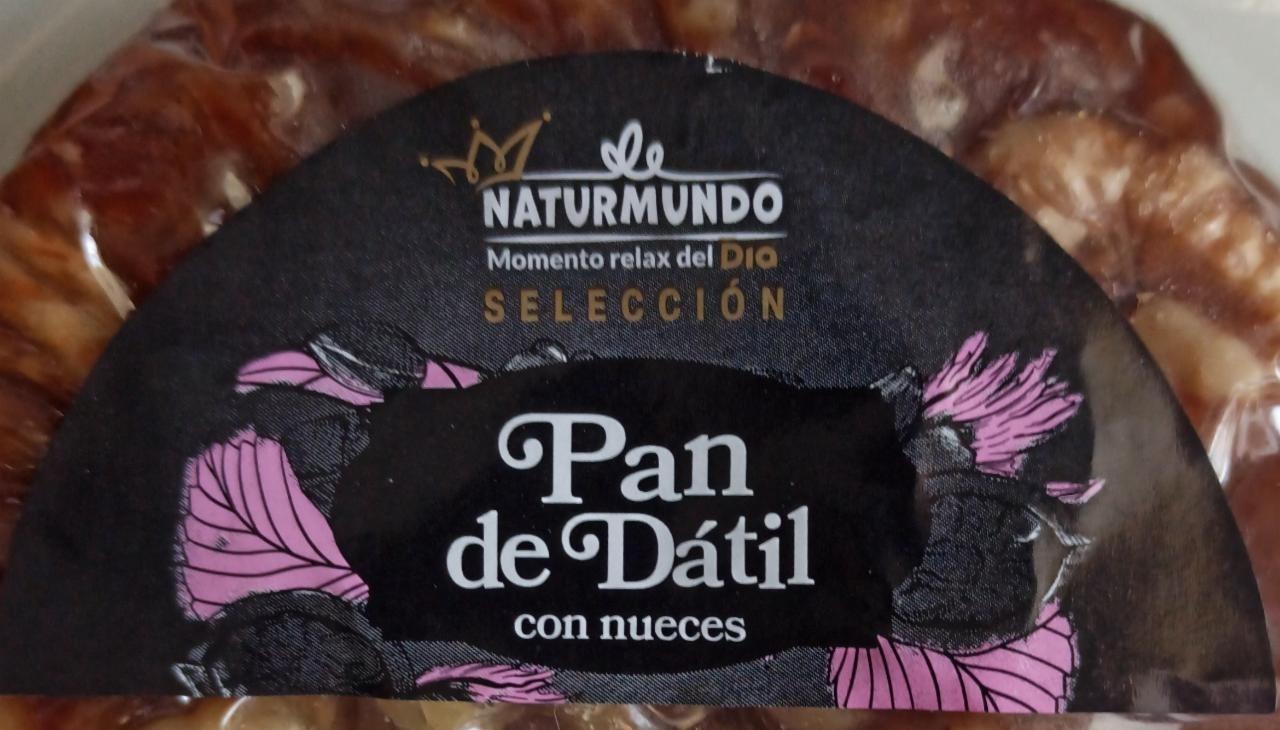 NATURMUNDO
Momento relax del Dia
SELECCIÓN
Pan
de Dátil
con nueces